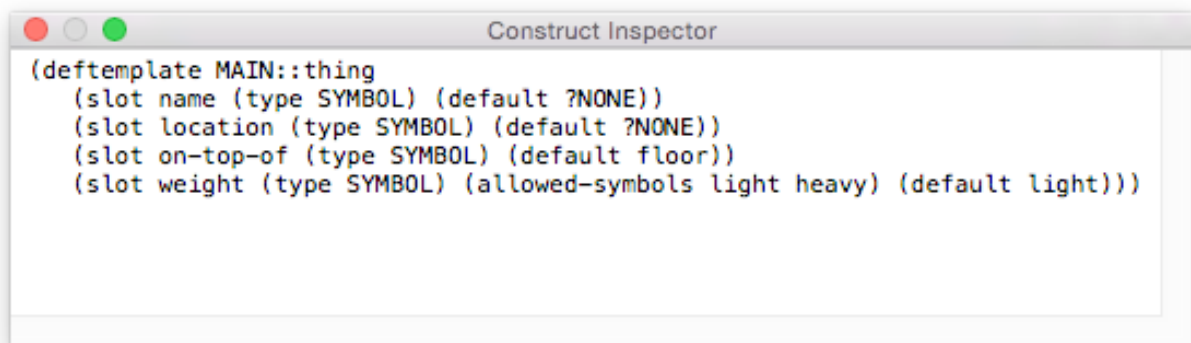 Construct Inspector
(deftemplate MAIN::thing
   (slot name (type SYMBOL) (default ?NONE))
   (slot location (type SYMBOL) (default ?NONE))
   (slot on-top-of (type SYMBOL) (default floor))
   (slot weight (type SYMBOL) (allowed-symbols light heavy) (default light)))